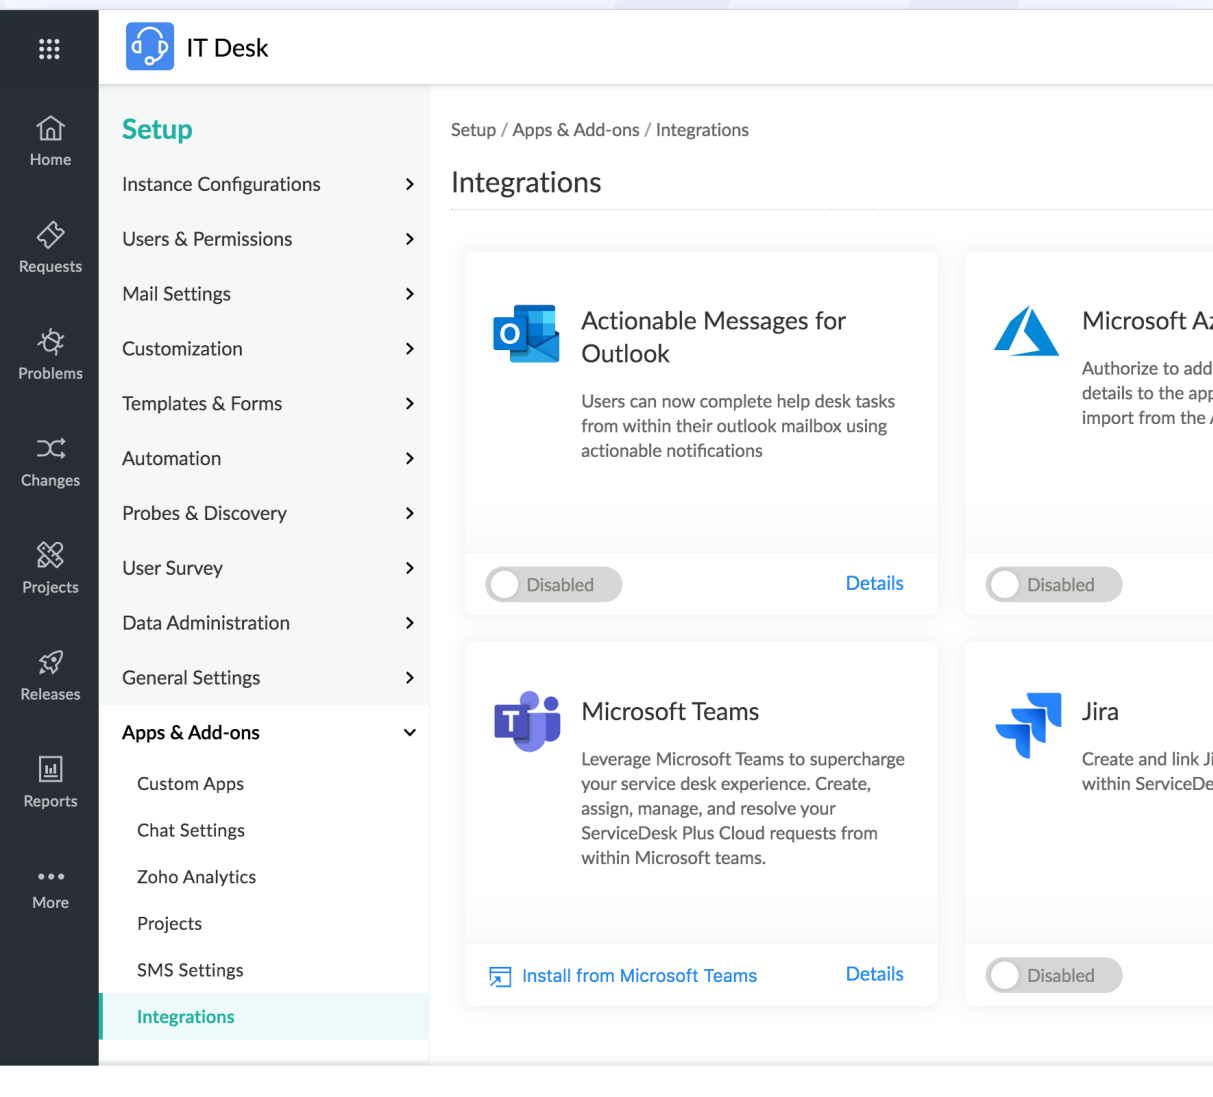 IT Desk
Home
Requests
Problems
Changes
Projects
Releases
Reports
More
Setup
Instance Configurations
Users & Permissions
Mail Settings
Customization
Templates & Forms
Automation
Probes & Discovery
User Survey
Data Administration
General Settings
Apps & Add-ons
Custom Apps
Chat Settings
Zoho Analytics
Projects
SMS Settings
Integrations
Setup / Apps & Add-ons / Integrations
Integrations
Actionable Messages for
Outlook
Users can now complete help desk tasks
from within their outlook mailbox using
actionable notifications
Disabled
Details
Microsoft Az
Authorize to add
details to the app
import from the
Disabled
Microsoft Teams
Leverage Microsoft Teams to supercharge
your service desk experience. Create,
assign, manage, and resolve your
ServiceDesk Plus Cloud requests from
within Microsoft teams.
Install from Microsoft Teams
Details
Jira
Create and link Ji
within ServiceDe
Disabled